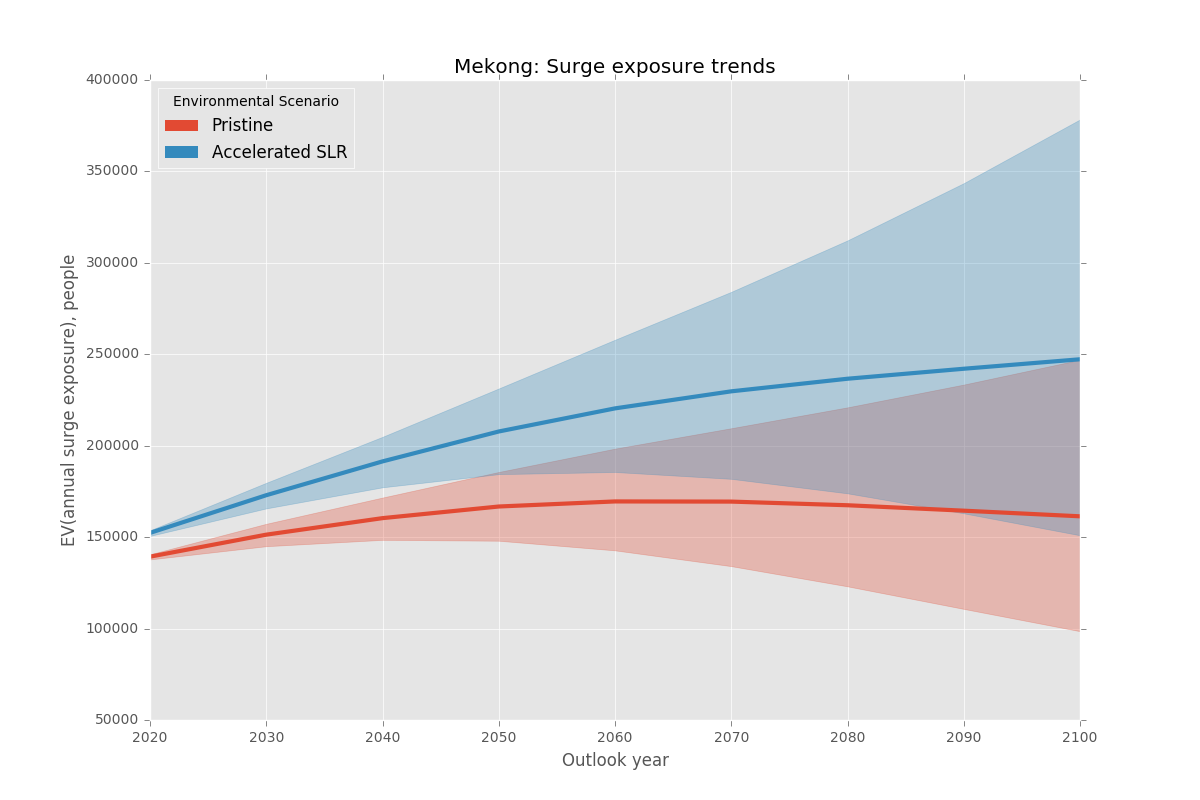 Mekong: Surge exposure trends
400000
350000
300000
250000
200000
150000
100000
50000
EV(annual surge exposure), people
Environmental Scenario
Pristine
Accelerated SLR
2020 2030 2040 2050 2060 2070 2080 2090 2100
Outlook year